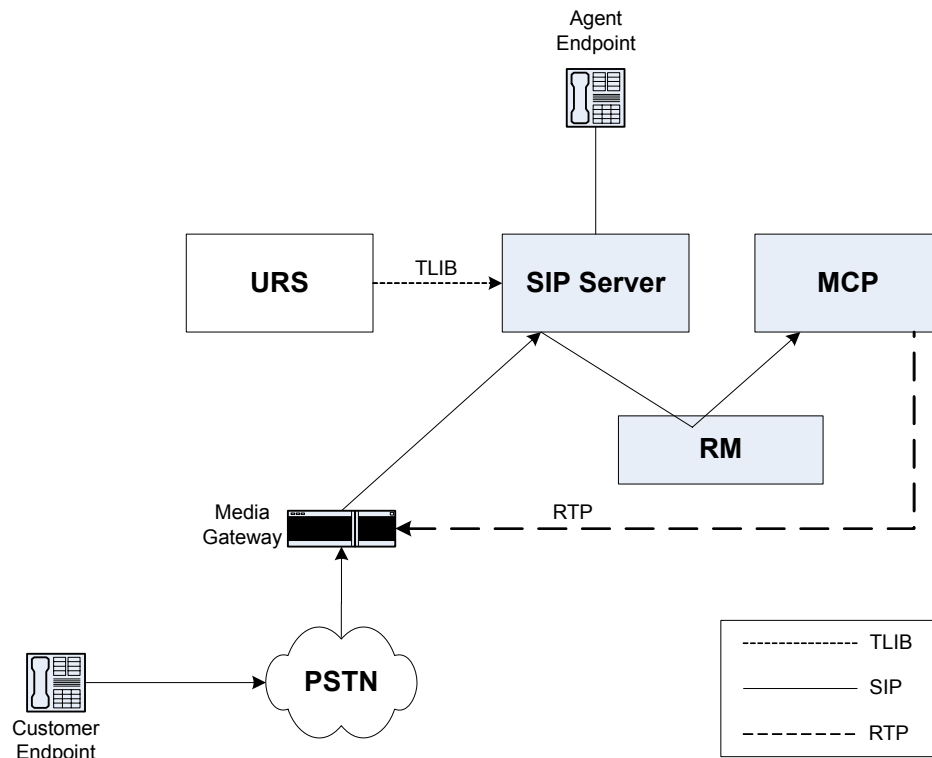 Agent
Endpoint
URS
TLIB
SIP Server
MCP
RM
Media
Gateway
RTP
PSTN
Customer
Endpoint
TLIB
SIP
RTP